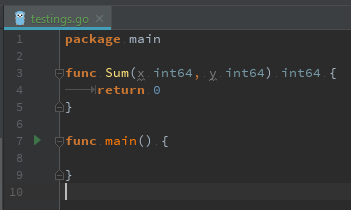 testings.go
1 package main
2
3 func Sum(x int64, y int64) int64 {
4 return 0
5 }
6
7 func main() {
8
9 }
10